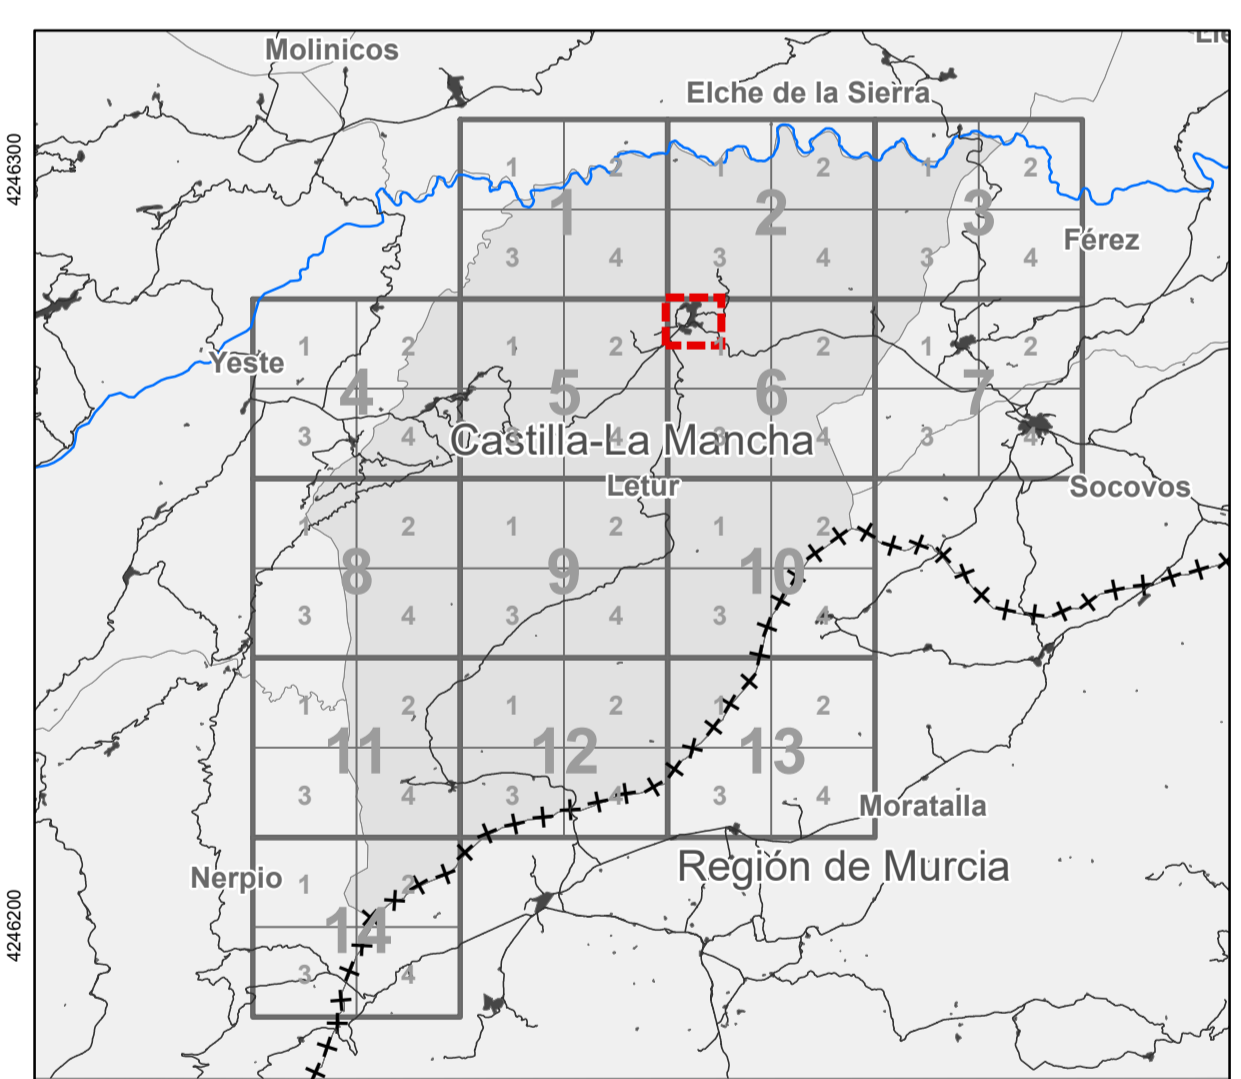 Molinicos
Elche de la Sierra
4246300
1 2 1 2 1 2
1 2 3
3 4 3 4 3 4
Férez
Yeste
1 2 1 2 1 2 1 2
4 5 6 7
3 4 3 4 3 4 3 4
Castilla-La Mancha
Letur
Socovos
1 2 1 2 1 2
8 9 10
3 4 3 4 3 4
1 2 1 2 1 2
11 12 13
3 4 3 4 3 4
Moratalla
Región de Murcia
Nerpio
1 2
14
4246200
3 4